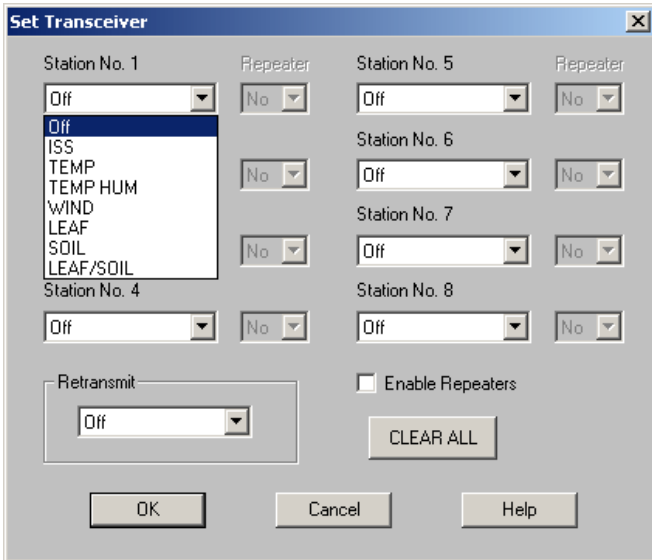 Set Transceiver
Station No. 1 Repeater Station No. 5 Repeater
Off No Off No
Off
ISS
TEMP
TEMP HUM
WIND
LEAF
SOIL
LEAF/SOIL
No Station No. 6
Off No
No Station No. 7
Off No
Station No. 4 Station No. 8
Off No Off No
Retransmit
Off
Enable Repeaters
CLEAR ALL
OK Cancel Help